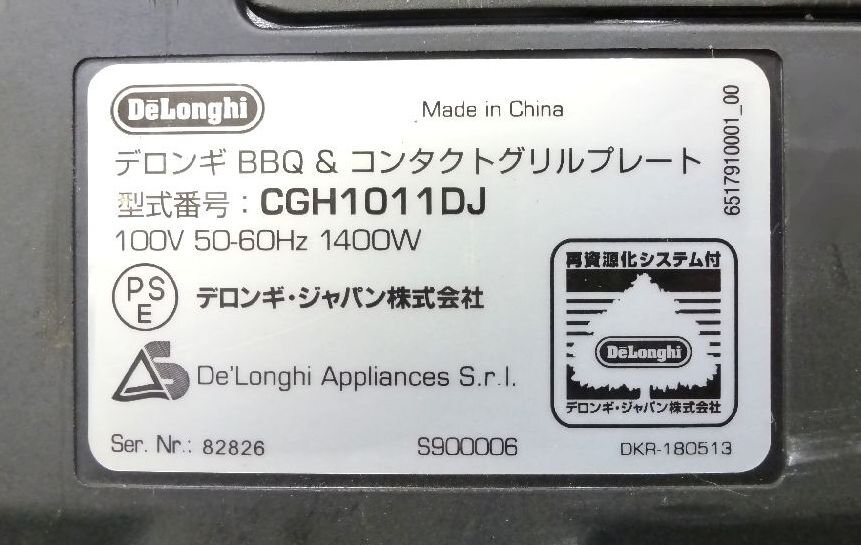 DeLonghi
Made in China
デロンギ BBQ & コンタクトグリルプレート
型式番号：CGH1011DJ
100V 50-60Hz 1400W
PS
E
デロンギ・ジャパン株式会社
De'Longhi Appliances S.r.l.
Ser. Nr.: 82826
S900006
DKR-180513
再資源化システム付
DeLonghi
デロンギ・ジャパン株式会社
6517910001_00